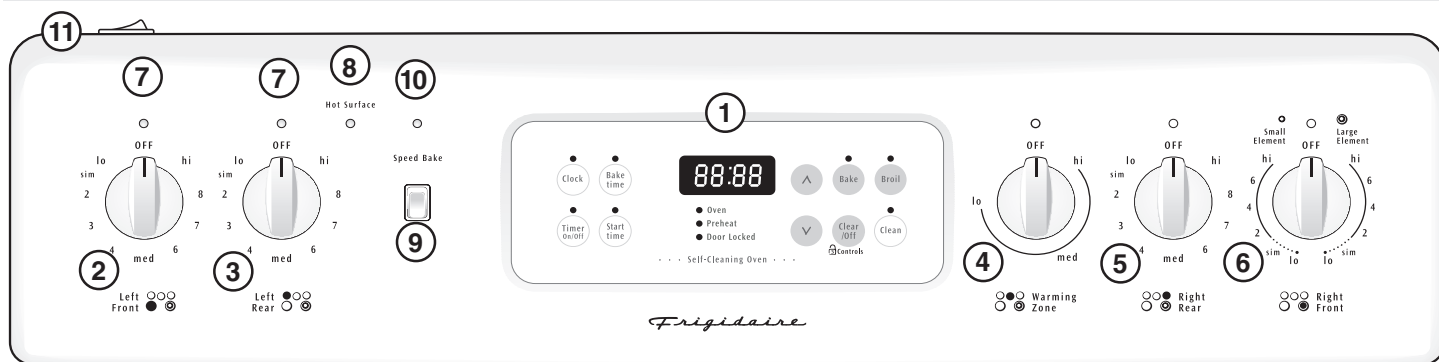 11
7
7
8
10
Hot Surface
1
Small Element
Large Element
OFF
lo
hi
sim
2
8
3
7
4
6
med
2
Left Front
OFF
lo
hi
sim
2
8
3
7
4
6
med
3
Left Rear
Speed Bake
9
Clock
Bake time
88:88
Bake
Broil
Oven
Preheat
Door Locked
Timer On/Off
Start time
Clear /Off
Clean
Controls
· · · Self-Cleaning Oven · · ·
Frigidaire
OFF
hi
lo
med
4
Warming Zone
OFF
lo
hi
sim
2
8
3
7
4
6
med
5
Right Rear
OFF
hi
hi
6
6
4
4
2
2
sim
lo
lo
sim
6
Right Front